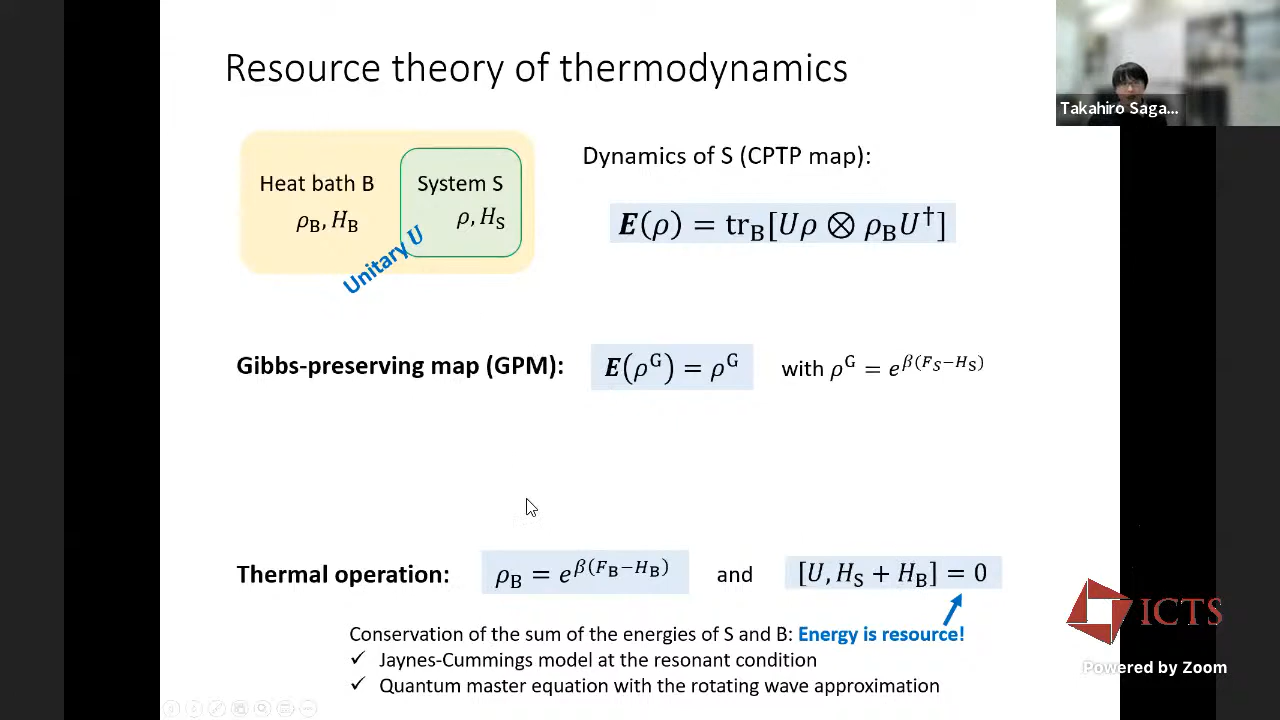 Resource theory of thermodynamics
Takahiro Saga...
Heat bath B
ρ_B, H_B
System S
ρ, H_S
Unitary U
Dynamics of S (CPTP map):
E(ρ) = tr_B[Uρ ⊗ ρ_B U†]
Gibbs-preserving map (GPM): E(ρ^G) = ρ^G with ρ^G = e^{β(F_S−H_S)}
Thermal operation: ρ_B = e^{β(F_B−H_B)} and [U, H_S + H_B] = 0
Conservation of the sum of the energies of S and B: Energy is resource!
✓ Jaynes-Cummings model at the resonant condition
✓ Quantum master equation with the rotating wave approximation
ICTS
Powered by Zoom